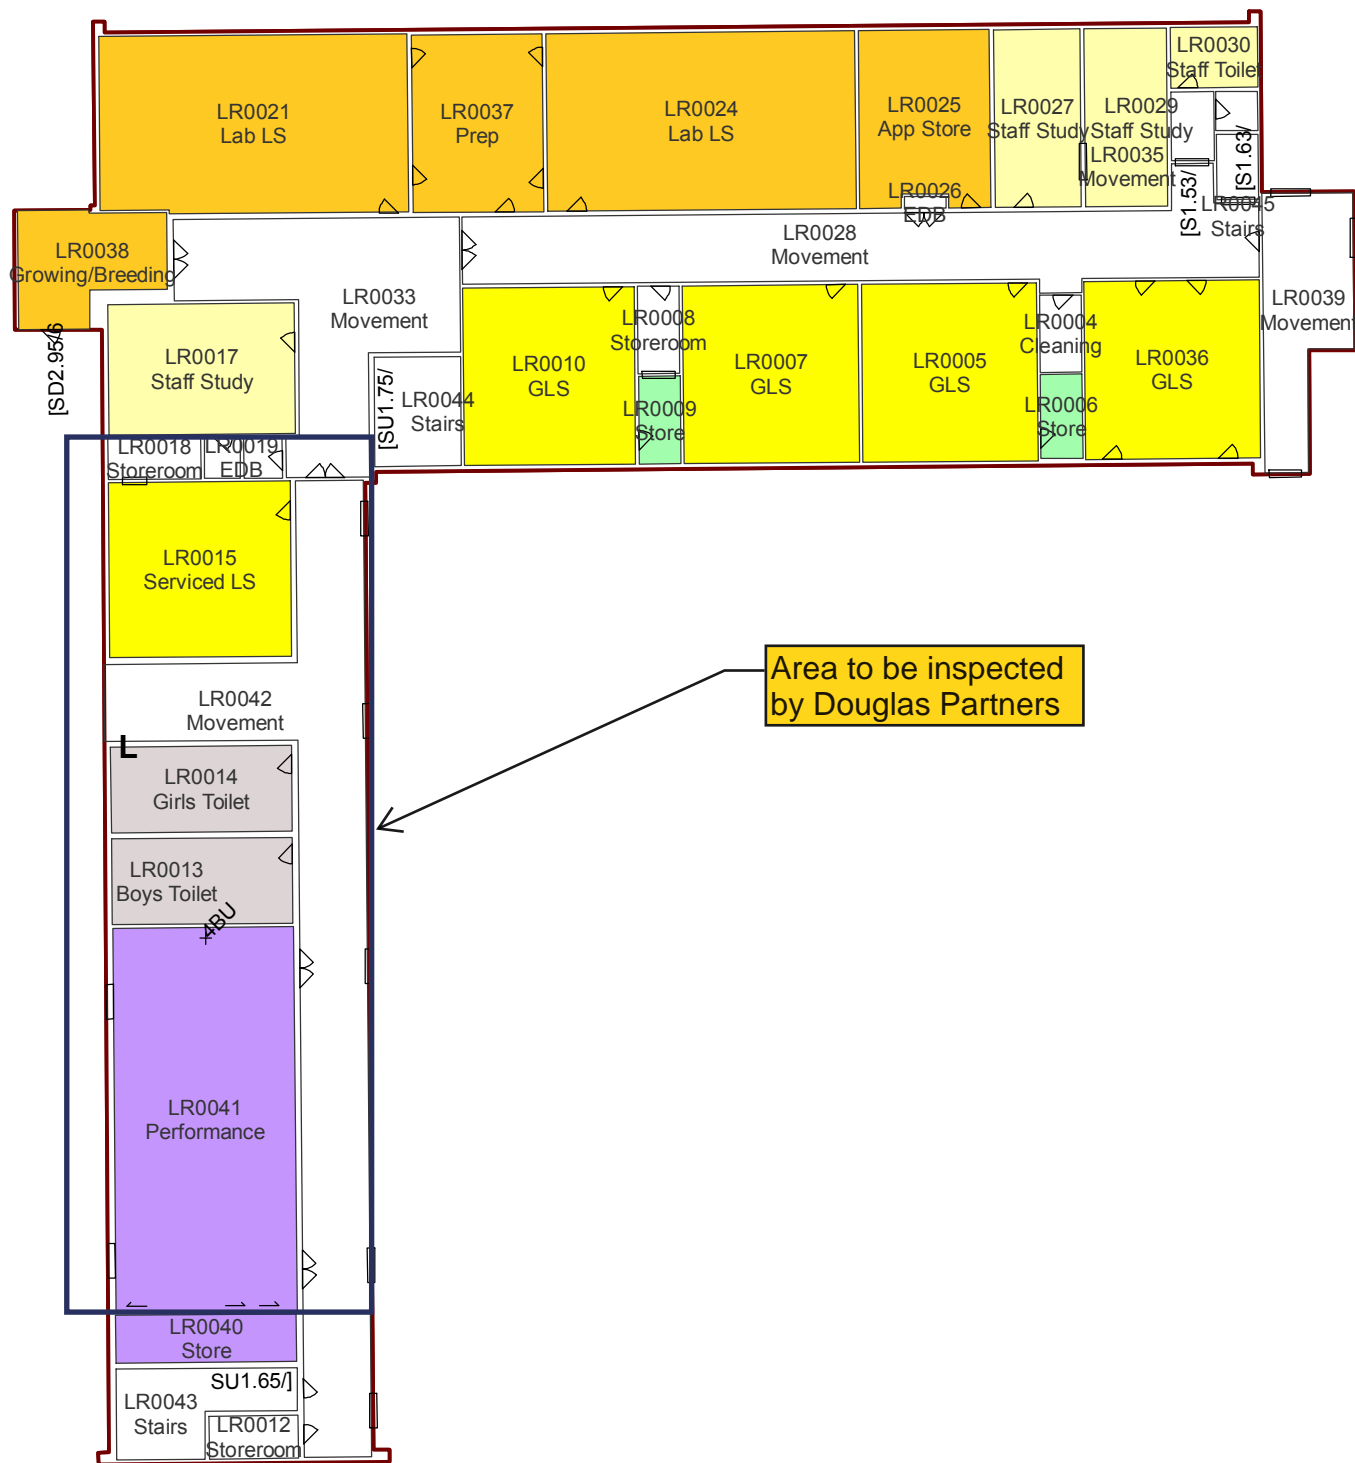 LR0021
Lab LS
LR0037
Prep
LR0024
Lab LS
LR0025
App Store
LR0026
EDB
LR0027
Staff Study
LR0029
Staff Study
LR0035
Movement
LR0030
Staff Toilet
[S1.53/
[S1.63/
LR0045
Stairs
LR0038
Growing/Breeding
[SD2.95/6
LR0033
Movement
LR0028
Movement
LR0039
Movement
LR0017
Staff Study
[SU1.75/
LR0044
Stairs
LR0010
GLS
LR0008
Storeroom
LR0009
Store
LR0007
GLS
LR0005
GLS
LR0004
Cleaning
LR0006
Store
LR0036
GLS
LR0018
Storeroom
LR0019
EDB
LR0015
Serviced LS
Area to be inspected
by Douglas Partners
LR0042
Movement
L
LR0014
Girls Toilet
LR0013
Boys Toilet
4BU
LR0041
Performance
LR0040
Store
SU1.65/]
LR0043
Stairs
LR0012
Storeroom